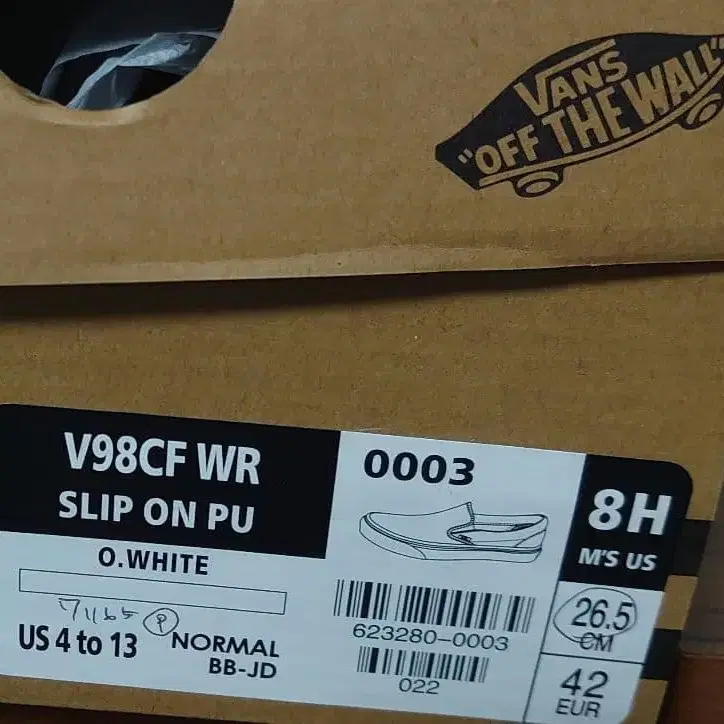 VANS
"OFF THE WALL"
V98CF WR
SLIP ON PU
O.WHITE
US 4 to 13
NORMAL
BB-JD
0003
623280-0003
022
8H
M'S US
26.5
CM
42
EUR